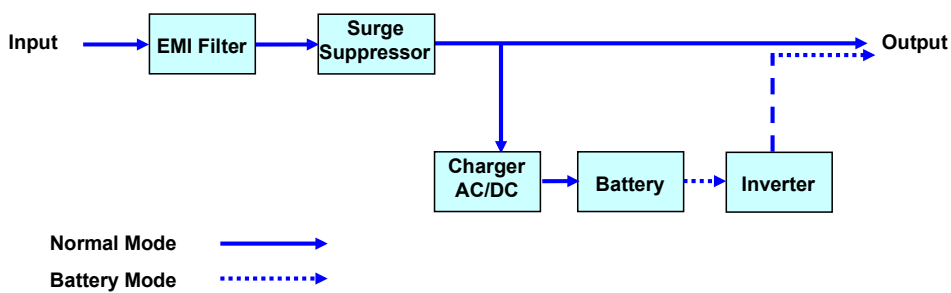 Input
EMI Filter
Surge
Suppressor
Output
Charger
AC/DC
Battery
Inverter
Normal Mode
Battery Mode